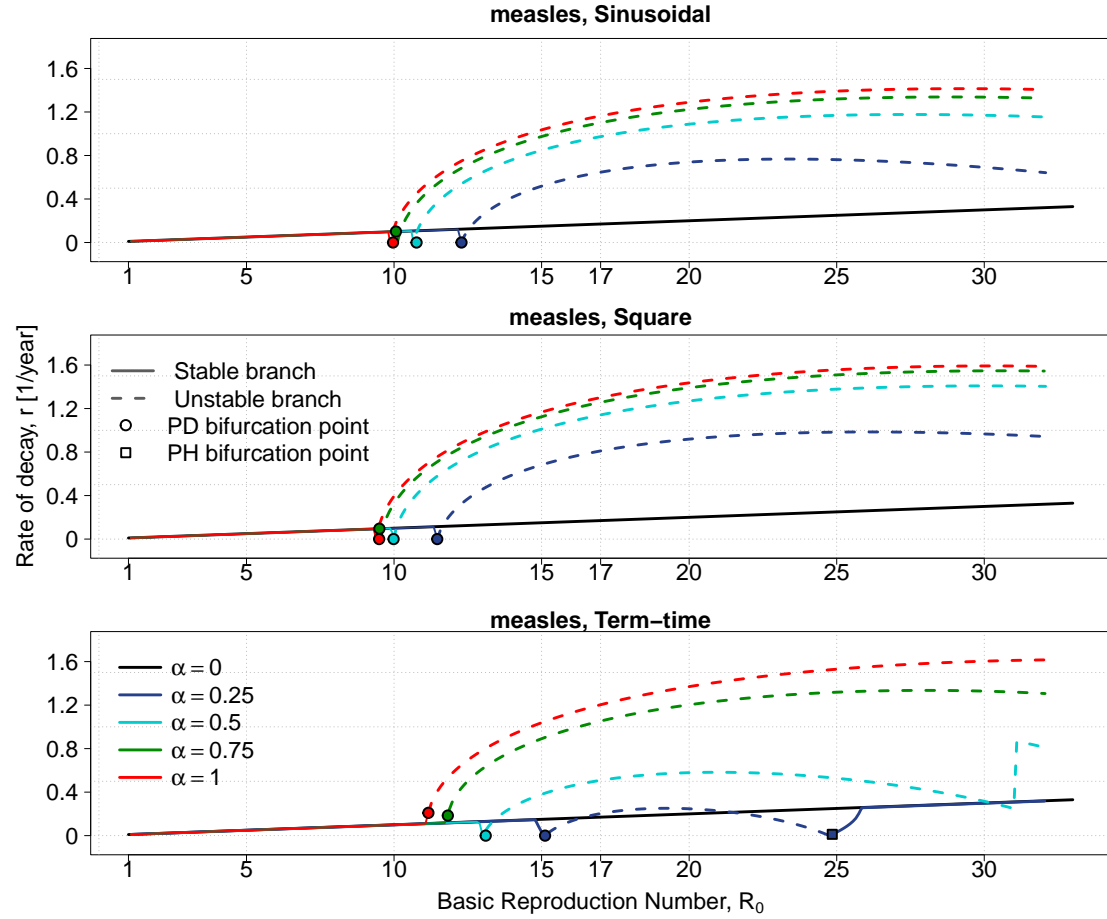 measles, Sinusoidal
1.6
1.2
0.8
0.4
0
1 5 10 15 17 20 25 30
measles, Square
1.6
1.2
0.8
0.4
0
Stable branch
Unstable branch
PD bifurcation point
PH bifurcation point
1 5 10 15 17 20 25 30
Rate of decay, r [1/year]
measles, Term−time
1.6
1.2
0.8
0.4
0
α = 0
α = 0.25
α = 0.5
α = 0.75
α = 1
1 5 10 15 17 20 25 30
Basic Reproduction Number, R₀